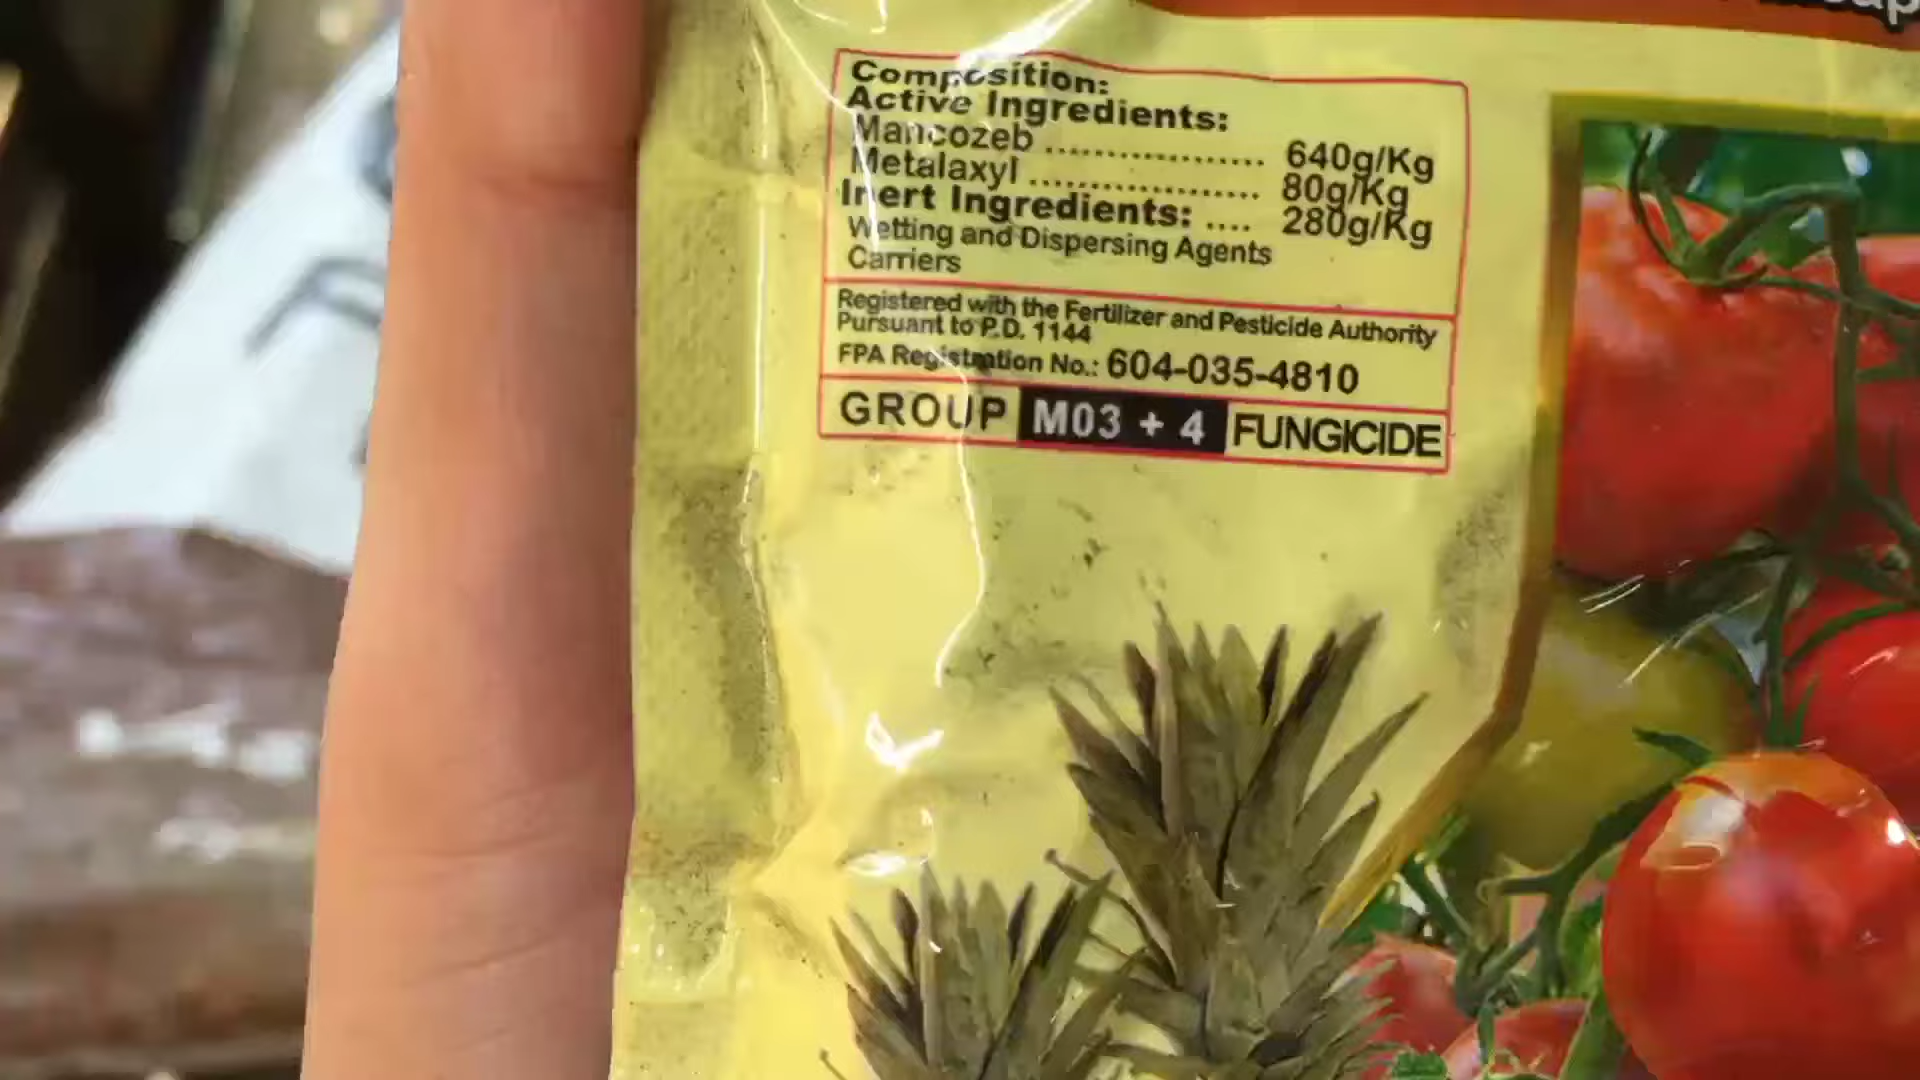 Composition:
Active Ingredients:
Mancozeb .................. 640g/Kg
Metalaxyl ................... 80g/Kg
Inert Ingredients: .... 280g/Kg
Wetting and Dispersing Agents
Carriers
Registered with the Fertilizer and Pesticide Authority
Pursuant to P.D. 1144
FPA Registration No.: 604-035-4810
GROUP M03 + 4 FUNGICIDE